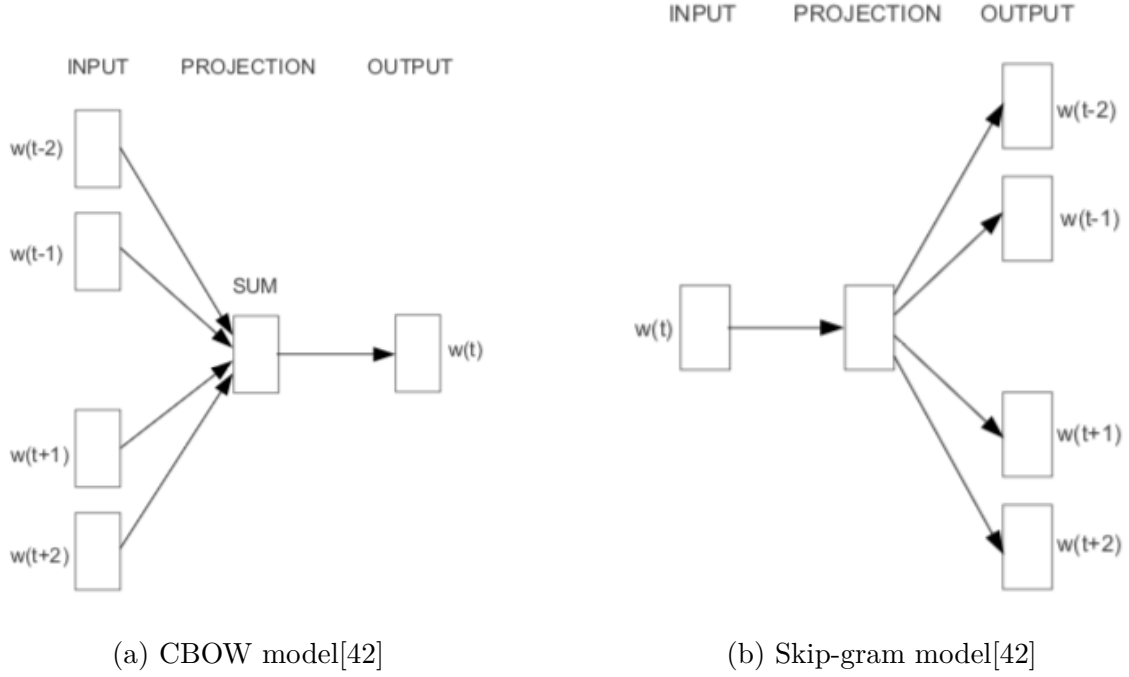 INPUT PROJECTION OUTPUT
w(t-2)
w(t-1)
SUM
w(t)
w(t+1)
w(t+2)
(a) CBOW model[42]
INPUT PROJECTION OUTPUT
w(t-2)
w(t-1)
w(t)
w(t+1)
w(t+2)
(b) Skip-gram model[42]